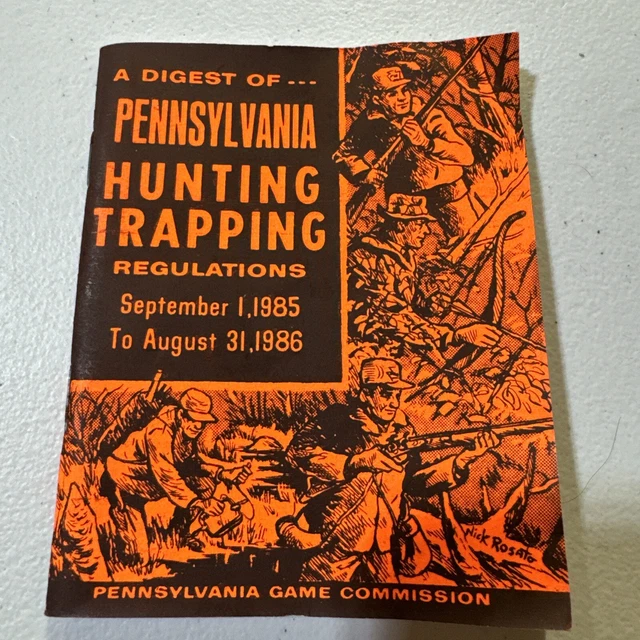 A DIGEST OF ---
PENNSYLVANIA
HUNTING
TRAPPING
REGULATIONS
September 1,1985
To August 31,1986
Nick Rosato
PENNSYLVANIA GAME COMMISSION